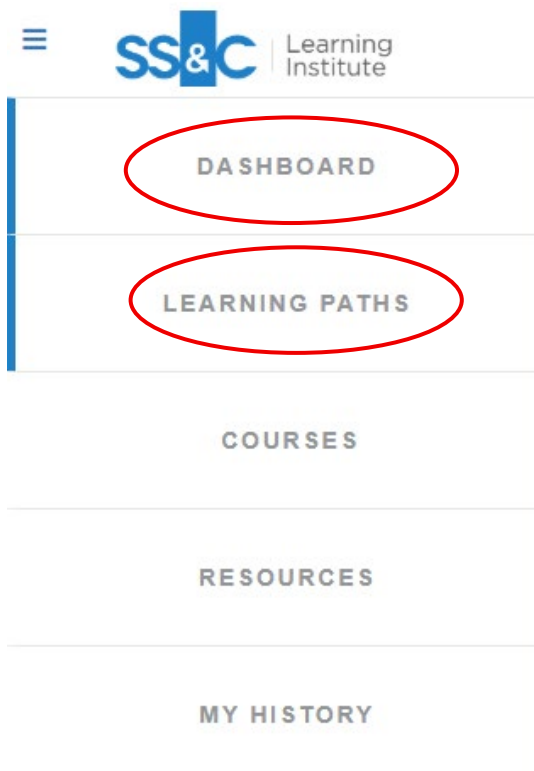 SS&C Learning
Institute
DASHBOARD
LEARNING PATHS
COURSES
RESOURCES
MY HISTORY